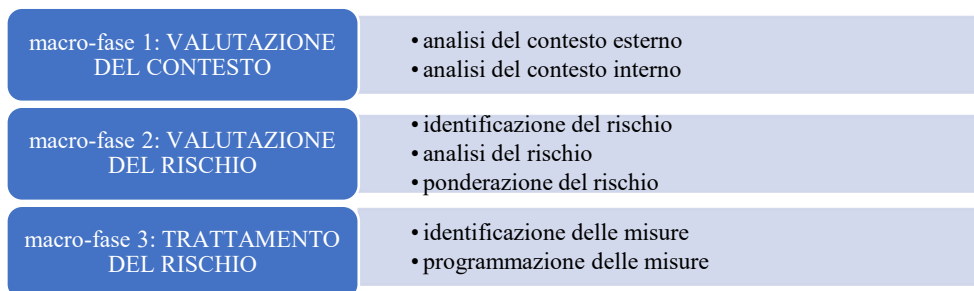 macro-fase 1: VALUTAZIONE
DEL CONTESTO
• analisi del contesto esterno
• analisi del contesto interno
macro-fase 2: VALUTAZIONE
DEL RISCHIO
• identificazione del rischio
• analisi del rischio
• ponderazione del rischio
macro-fase 3: TRATTAMENTO
DEL RISCHIO
• identificazione delle misure
• programmazione delle misure